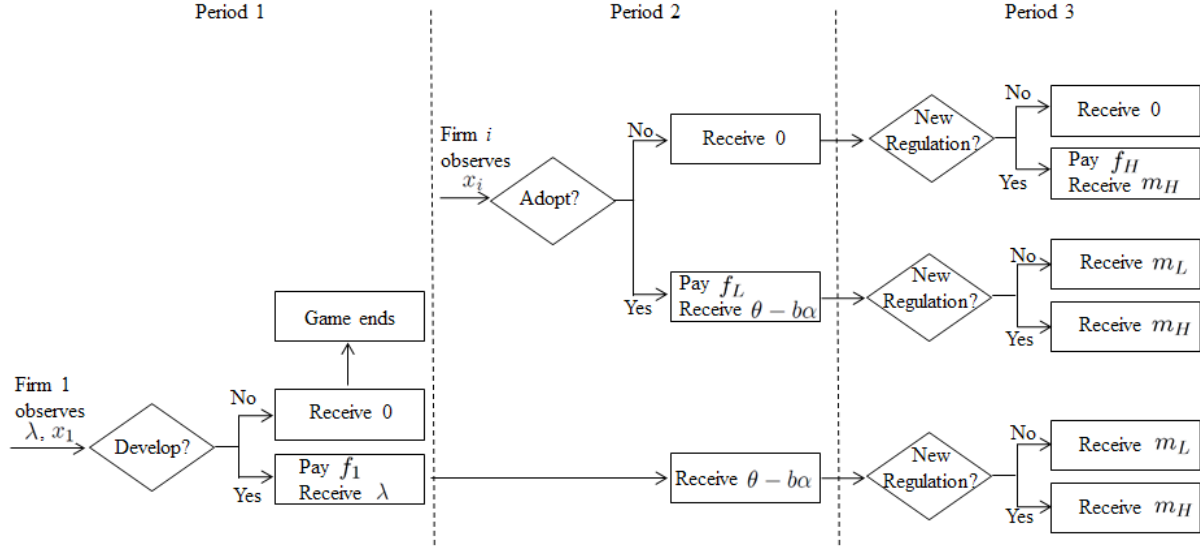 Period 1
Period 2
Period 3
Firm 1
observes
λ, x₁
Develop?
No
Receive 0
Game ends
Yes
Pay f₁
Receive λ
Firm i
observes
xᵢ
Adopt?
No
Receive 0
Yes
Pay f_L
Receive θ − bα
Receive θ − bα
New
Regulation?
No
Receive 0
Yes
Pay f_H
Receive m_H
New
Regulation?
No
Receive m_L
Yes
Receive m_H
New
Regulation?
No
Receive m_L
Yes
Receive m_H